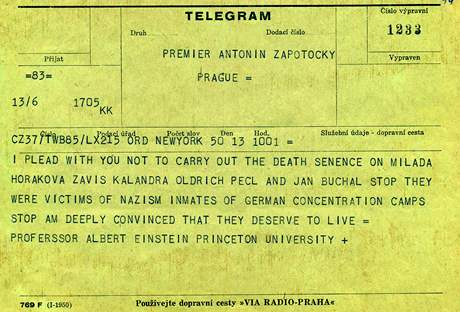 TELEGRAM
Číslo výpravní
Druh
Dodací číslo
1233
PREMIER ANTONIN ZAPOTOCKY
Přijat
Vypraven
=83=
PRAGUE =
13/6 1705 KK
Číslo Podací úřad Počet slov Den Hod. Služební údaje - dopravní cesta
CZ37/TWB85/LX215 ORD NEWYORK 50 13 1001 =
I PLEAD WITH YOU NOT TO CARRY OUT THE DEATH SENENCE ON MILADA
HORAKOVA ZAVIS KALANDRA OLDRICH PECL AND JAN BUCHAL STOP THEY
WERE VICTIMS OF NAZISM INMATES OF GERMAN CONCENTRATION CAMPS
STOP AM DEEPLY CONVINCED THAT THEY DESERVE TO LIVE =
PROFERSSOR ALBERT EINSTEIN PRINCETON UNIVERSITY +
769 F (I-1950) Používejte dopravní cesty »VIA RADIO-PRAHA«